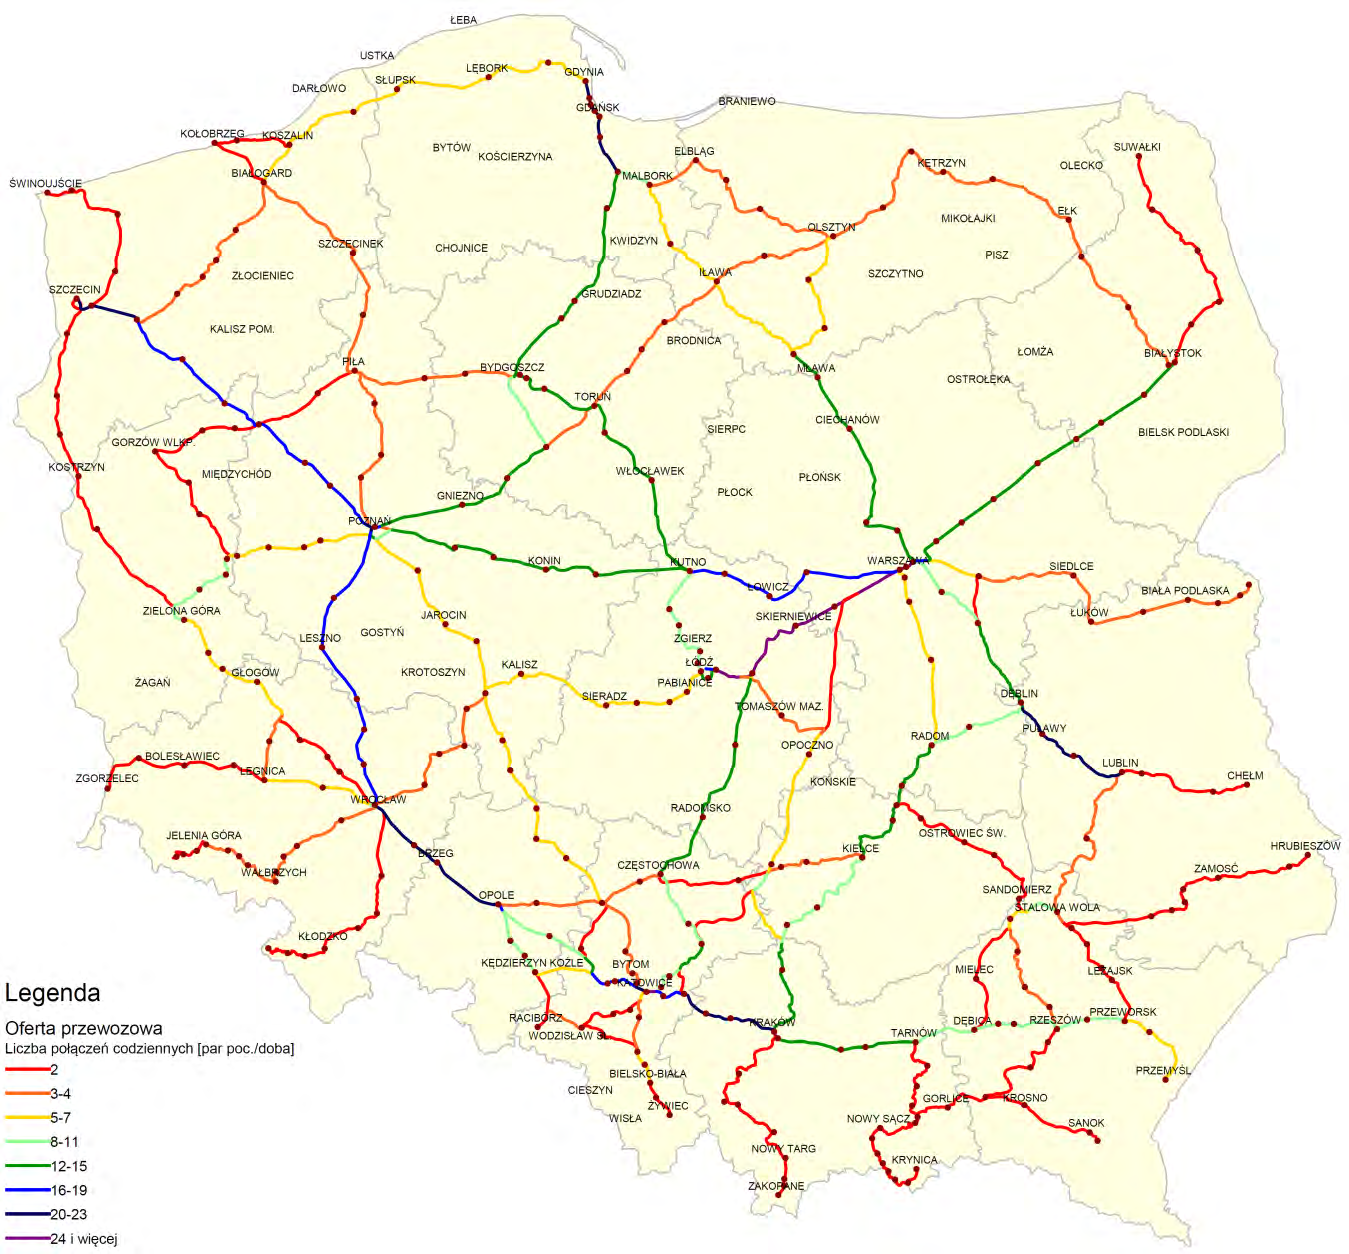 ŁEBA
USTKA
LĘBORK
GDYNIA
SŁUPSK
DARŁOWO
GDAŃSK
BRANIEWO
KOŁOBRZEG
KOSZALIN
BYTÓW
KOŚCIERZYNA
ELBLĄG
SUWAŁKI
KĘTRZYN
OLECKO
BIAŁOGARD
MALBORK
ŚWINOUJŚCIE
EŁK
MIKOŁAJKI
OLSZTYN
SZCZECINEK
CHOJNICE
KWIDZYN
PISZ
ZŁOCIENIEC
IŁAWA
SZCZYTNO
SZCZECIN
GRUDZIADZ
KALISZ POM.
BRODNICA
ŁOMŻA
BIAŁYSTOK
PIŁA
BYDGOSZCZ
MŁAWA
OSTROŁĘKA
TORUŃ
CIECHANÓW
SIERPC
BIELSK PODLASKI
GORZÓW WLKP.
KOSTRZYN
MIĘDZYCHÓD
WŁOCŁAWEK
PŁOŃSK
PŁOCK
GNIEZNO
POZNAŃ
KONIN
KUTNO
WARSZAWA
SIEDLCE
ŁOWICZ
BIAŁA PODLASKA
ZIELONA GÓRA
JAROCIN
SKIERNIEWICE
ŁUKÓW
LESZNO
GOSTYŃ
ZGIERZ
KROTOSZYN
KALISZ
ŁÓDŹ
ŻAGAŃ
GŁOGÓW
PABIANICE
SIERADZ
DĘBLIN
TOMASZÓW MAZ.
PUŁAWY
RADOM
OPOCZNO
BOLESŁAWIEC
LEGNICA
ZGORZELEC
KOŃSKIE
LUBLIN
CHEŁM
WROCŁAW
RADOMSKO
JELENIA GÓRA
OSTROWIEC ŚW.
BRZEG
KIELCE
HRUBIESZÓW
WAŁBRZYCH
CZĘSTOCHOWA
ZAMOSĆ
OPOLE
SANDOMIERZ
STALOWA WOLA
KŁODZKO
KĘDZIERZYN KOŹLE
BYTOM
MIELEC
LEŻAJSK
KATOWICE
RACIBÓRZ
KRAKÓW
DĘBICA
RZESZÓW
PRZEWORSK
WODZISŁAW ŚL.
TARNÓW
BIELSKO-BIAŁA
PRZEMYŚL
CIESZYN
ŻYWIEC
GORLICE
KROSNO
WISŁA
NOWY SĄCZ
SANOK
NOWY TARG
KRYNICA
ZAKOPANE
Legenda
Oferta przewozowa
Liczba połączeń codziennych [par poc./doba]
2
3-4
5-7
8-11
12-15
16-19
20-23
24 i więcej